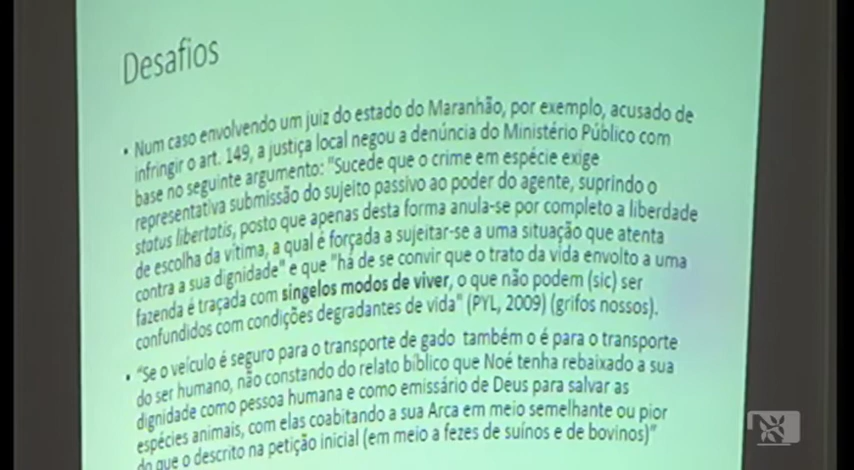 Desafios
• Num caso envolvendo um juiz do estado do Maranhão, por exemplo, acusado de
infringir o art. 149, a justiça local negou a denúncia do Ministério Público com
base no seguinte argumento: "Sucede que o crime em espécie exige
representativa submissão do sujeito passivo ao poder do agente, suprindo o
status libertatis, posto que apenas desta forma anula-se por completo a liberdade
de escolha da vítima, a qual é forçada a sujeitar-se a uma situação que atenta
contra a sua dignidade" e que "há de se convir que o trato da vida envolto a uma
fazenda é traçada com singelos modos de viver, o que não podem (sic) ser
confundidos com condições degradantes de vida" (PYL, 2009) (grifos nossos).
• "Se o veículo é seguro para o transporte de gado também o é para o transporte
do ser humano, não constando do relato bíblico que Noé tenha rebaixado a sua
dignidade como pessoa humana e como emissário de Deus para salvar as
espécies animais, com elas coabitando a sua Arca em meio semelhante ou pior
do que o descrito na petição inicial (em meio a fezes de suínos e de bovinos)"